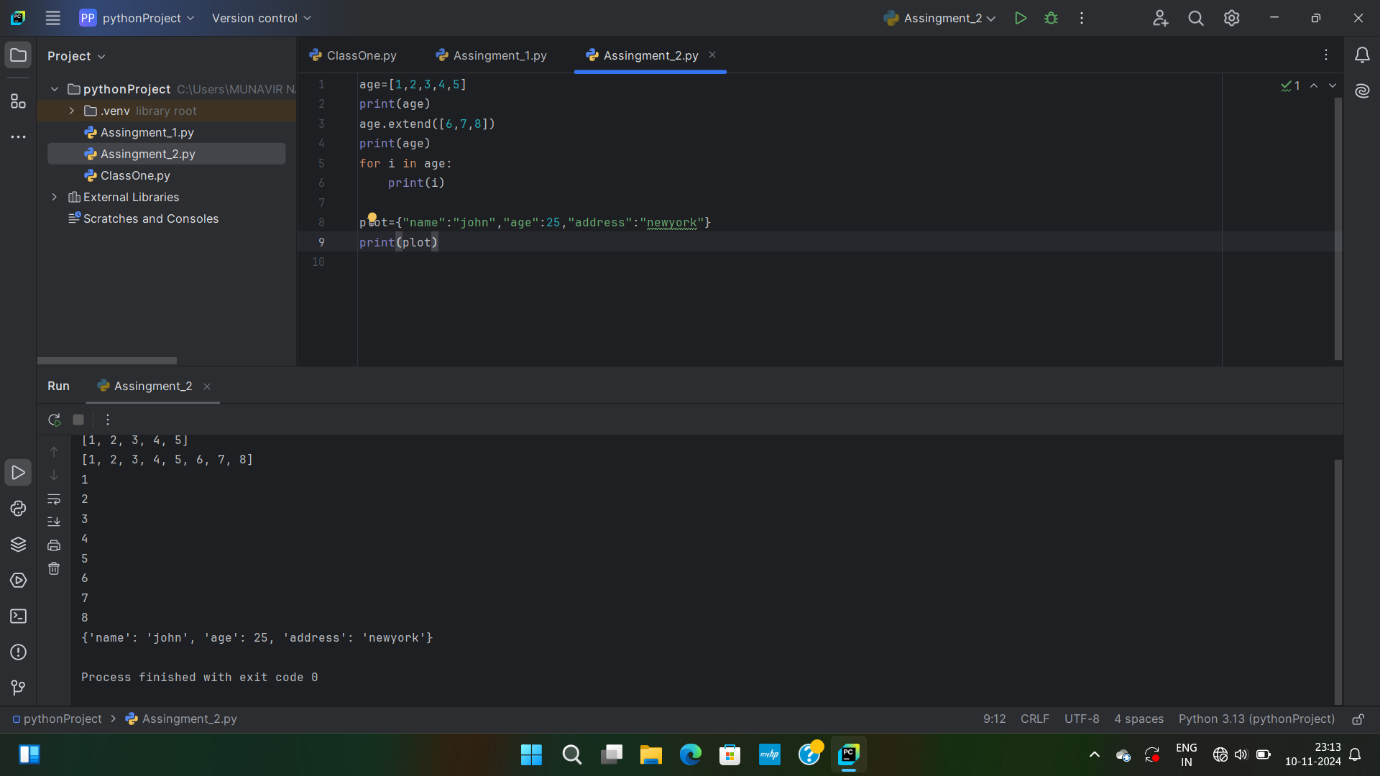 PP pythonProject Version control Assingment_2
Project
ClassOne.py Assingment_1.py Assingment_2.py
pythonProject C:\Users\MUNAVIR N
.venv library root
Assingment_1.py
Assingment_2.py
ClassOne.py
External Libraries
Scratches and Consoles
1 age=[1,2,3,4,5]
2 print(age)
3 age.extend([6,7,8])
4 print(age)
5 for i in age:
6 print(i)
7
8 plot={"name":"john","age":25,"address":"newyork"}
9 print(plot)
10
1
Run Assingment_2
[1, 2, 3, 4, 5]
[1, 2, 3, 4, 5, 6, 7, 8]
1
2
3
4
5
6
7
8
{'name': 'john', 'age': 25, 'address': 'newyork'}
Process finished with exit code 0
pythonProject > Assingment_2.py 9:12 CRLF UTF-8 4 spaces Python 3.13 (pythonProject)
ENG
IN
23:13
10-11-2024